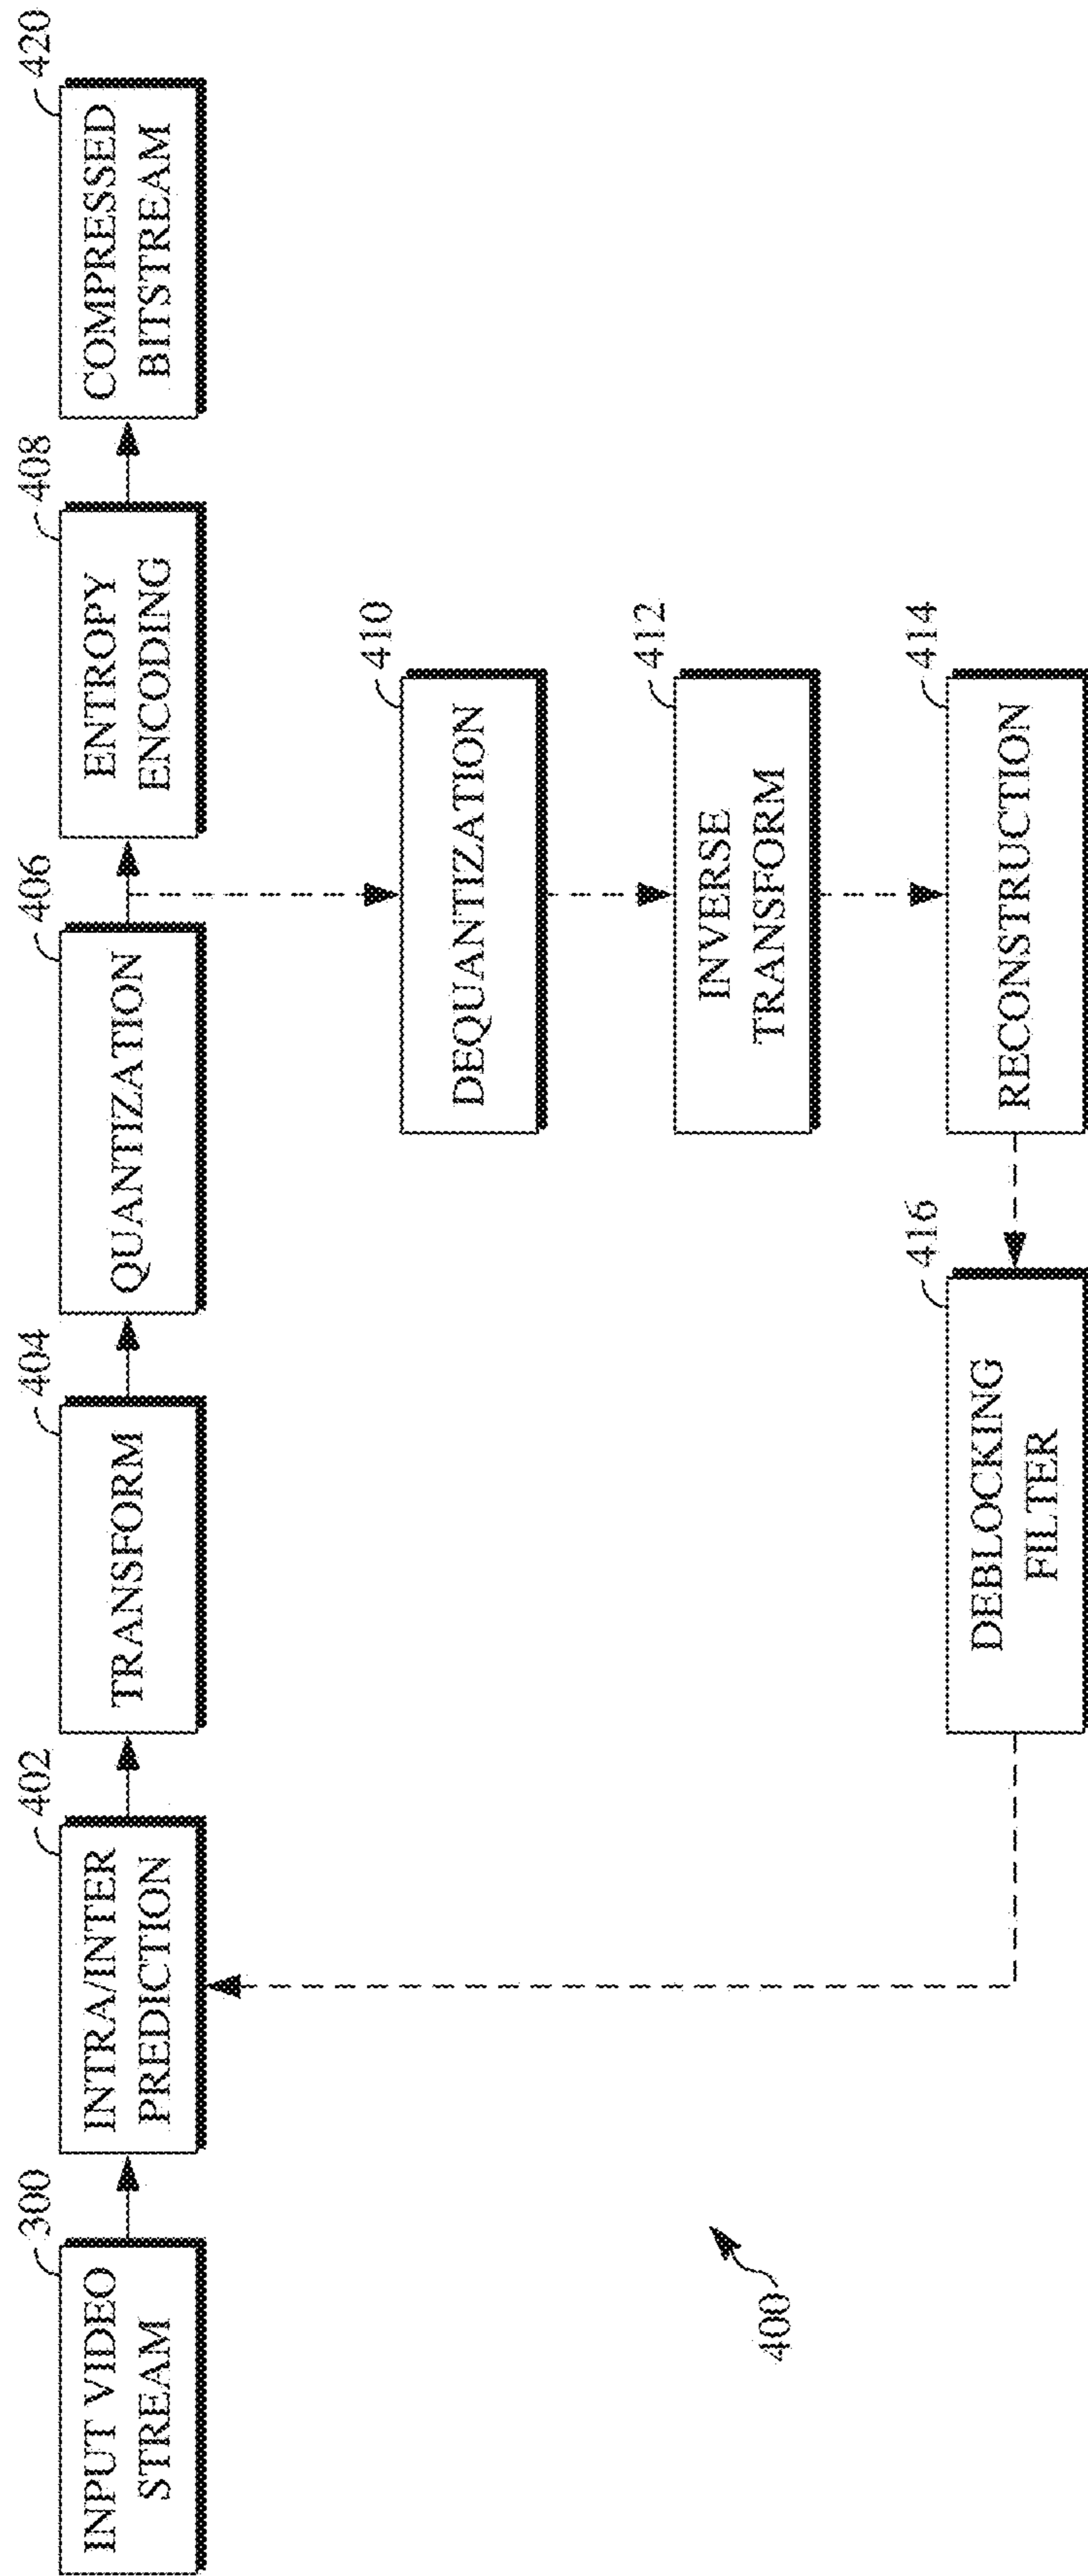 300
INPUT VIDEO
STREAM
402
INTRA/INTER
PREDICTION
404
TRANSFORM
406
QUANTIZATION
408
ENTROPY
ENCODING
420
COMPRESSED
BITSTREAM
410
DEQUANTIZATION
412
INVERSE
TRANSFORM
414
RECONSTRUCTION
416
DEBLOCKING
FILTER
400